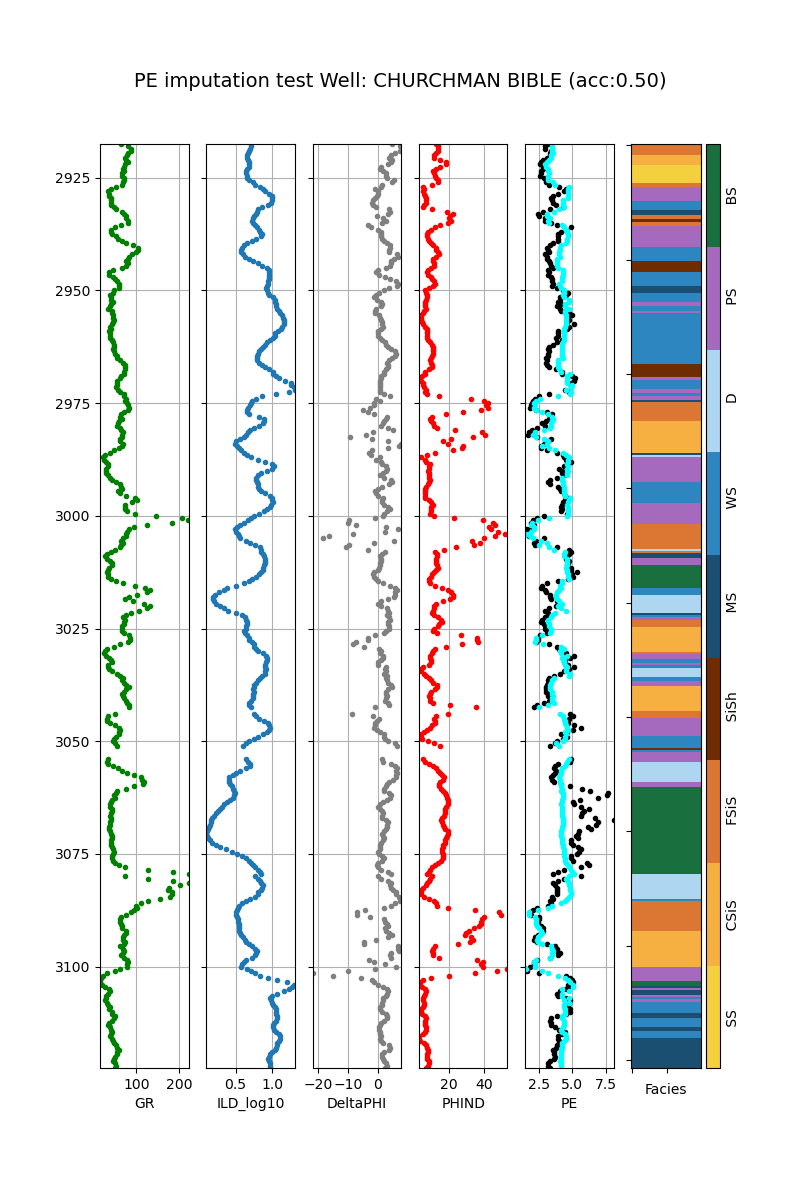 PE imputation test Well: CHURCHMAN BIBLE (acc:0.50)
2925
2950
2975
3000
3025
3050
3075
3100
100 200
GR
0.5 1.0
ILD_log10
−20 −10 0
DeltaPHI
20 40
PHIND
2.5 5.0 7.5
PE
Facies
BS
PS
D
WS
MS
SiSh
FSiS
CSiS
SS